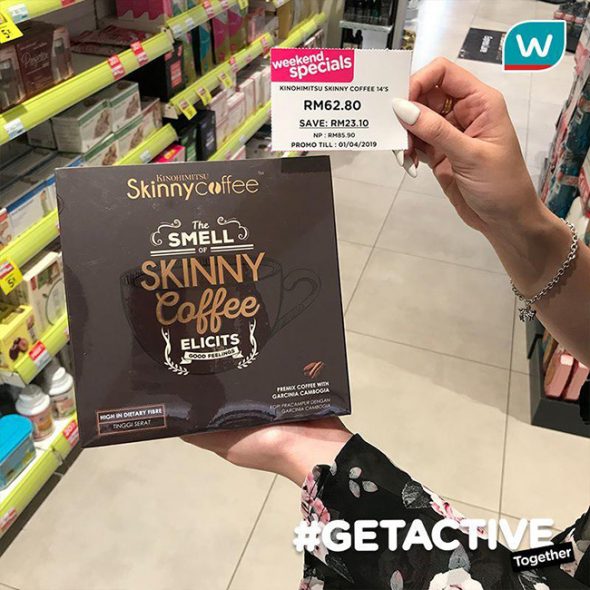 W
weekend
specials
KINOHIMITSU SKINNY COFFEE 14'S
RM62.80
SAVE: RM23.10
NP : RM85.90
PROMO TILL : 01/04/2019
KINOHIMITSU
Skinnycoffee™
The
SMELL
OF
SKINNY
Coffee
ELICITS
GOOD FEELINGS
PREMIX COFFEE WITH
GARCINIA CAMBOGIA
KOPI PRACAMPUR DENGAN
GARCINIA CAMBOGIA
HIGH IN DIETARY FIBRE
TINGGI SERAT
#GETACTIVE
Together